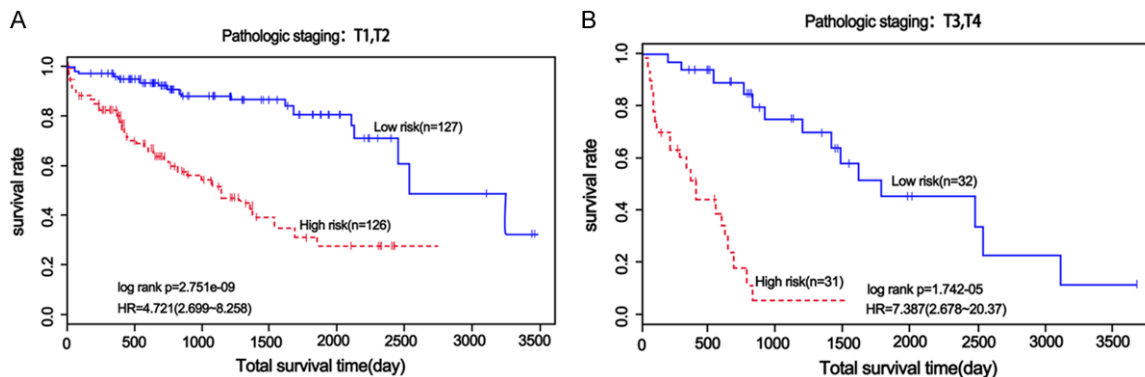 A
Pathologic staging: T1,T2
survival rate
1.0
0.8
0.6
0.4
0.2
0.0
Low risk(n=127)
High risk(n=126)
log rank p=2.751e-09
HR=4.721(2.699~8.258)
0 500 1000 1500 2000 2500 3000 3500
Total survival time(day)
B
Pathologic staging: T3,T4
survival rate
1.0
0.8
0.6
0.4
0.2
0.0
Low risk(n=32)
High risk(n=31)
log rank p=1.742-05
HR=7.387(2.678~20.37)
0 500 1000 1500 2000 2500 3000 3500
Total survival time(day)